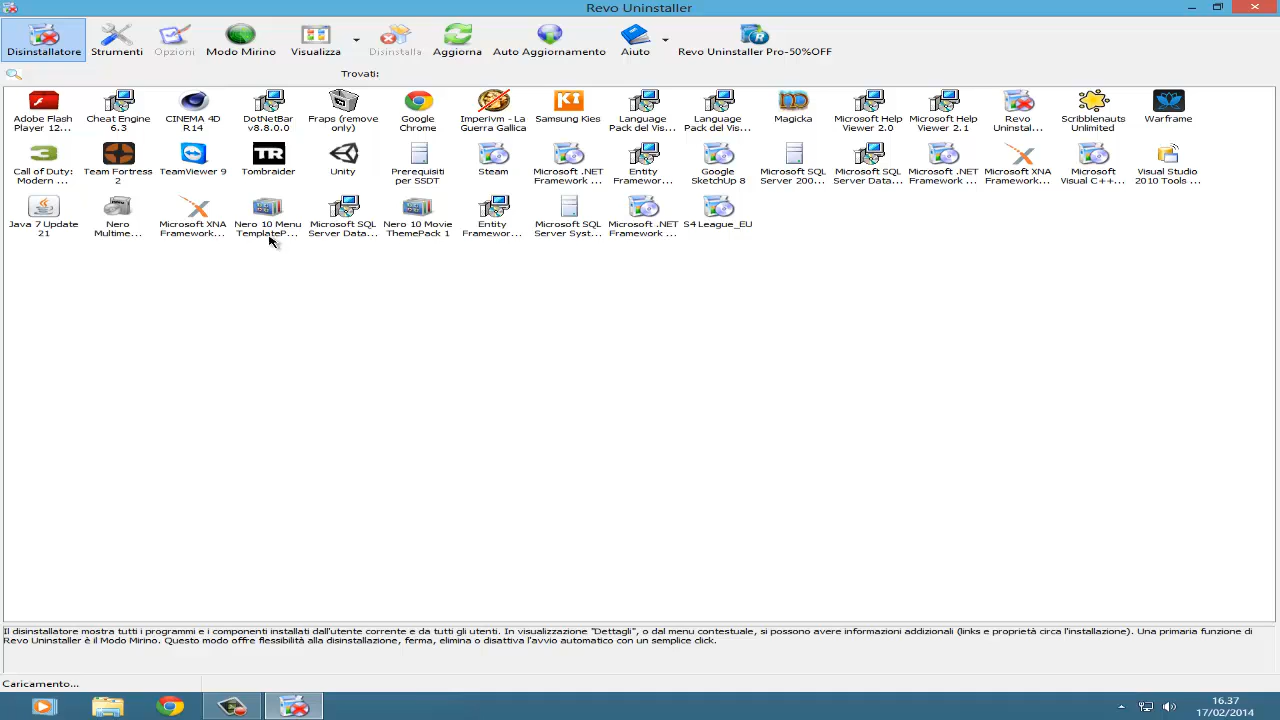 Revo Uninstaller
Disinstallatore Strumenti Opzioni Modo Mirino Visualizza Disinstalla Aggiorna Auto Aggiornamento Aiuto Revo Uninstaller Pro-50%OFF
Trovati:
Adobe Flash Player 12...
Cheat Engine 6.3
CINEMA 4D R.14
DotNetBar v8.8.0.0
Fraps (remove only)
Google Chrome
Imperivm - La Guerra Gallica
Samsung Kies
Language Pack del Vis...
Language Pack del Vis...
Magicka
Microsoft Help Viewer 2.0
Microsoft Help Viewer 2.1
Revo Uninstal...
Scribblenauts Unlimited
Warframe
Call of Duty: Modern ...
Team Fortress 2
TeamViewer 9
Tombraider
Unity
Prerequisiti per SSDT
Steam
Microsoft .NET Framework ...
Entity Framewor...
Google SketchUp 8
Microsoft SQL Server 200...
Microsoft SQL Server Data...
Microsoft .NET Framework ...
Microsoft XNA Framework...
Microsoft Visual C++...
Visual Studio 2010 Tools ...
Java 7 Update 21
Nero Multime...
Microsoft XNA Framework...
Nero 10 Menu TemplateP...
Microsoft SQL Server Data...
Nero 10 Movie ThemePack 1
Entity Framewor...
Microsoft SQL Server Syst...
Microsoft .NET Framework ...
S4 League_EU
Il disinstallatore mostra tutti i programmi e i componenti installati dall'utente corrente e da tutti gli utenti. In visualizzazione "Dettagli", o dal menu contestuale, si possono avere informazioni addizionali (links e proprietà circa l'installazione). Una primaria funzione di
Revo Uninstaller è il Modo Mirino. Questo modo offre flessibilità alla disinstallazione, ferma, elimina o disattiva l'avvio automatico con un semplice click.
Caricamento...
16.37
17/02/2014